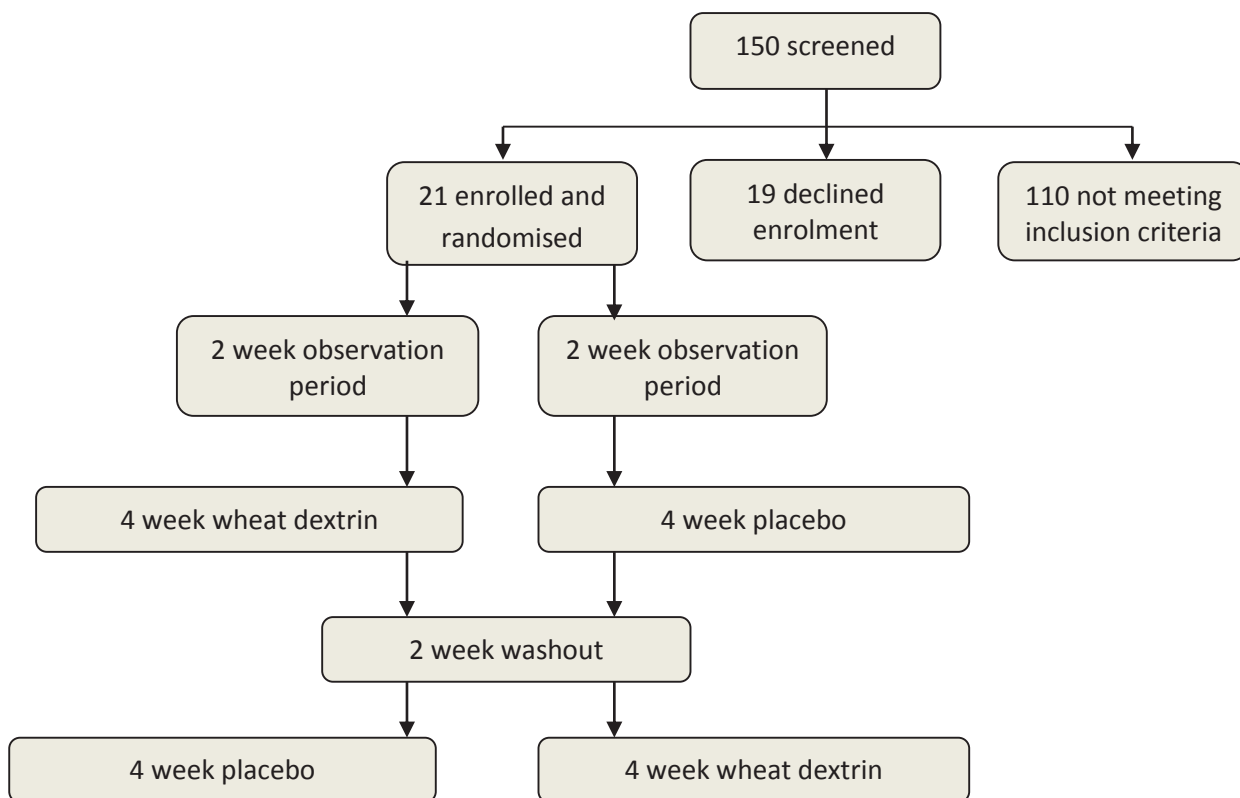 150 screened
21 enrolled and
randomised
19 declined
enrolment
110 not meeting
inclusion criteria
2 week observation
period
2 week observation
period
4 week wheat dextrin
4 week placebo
2 week washout
4 week placebo
4 week wheat dextrin